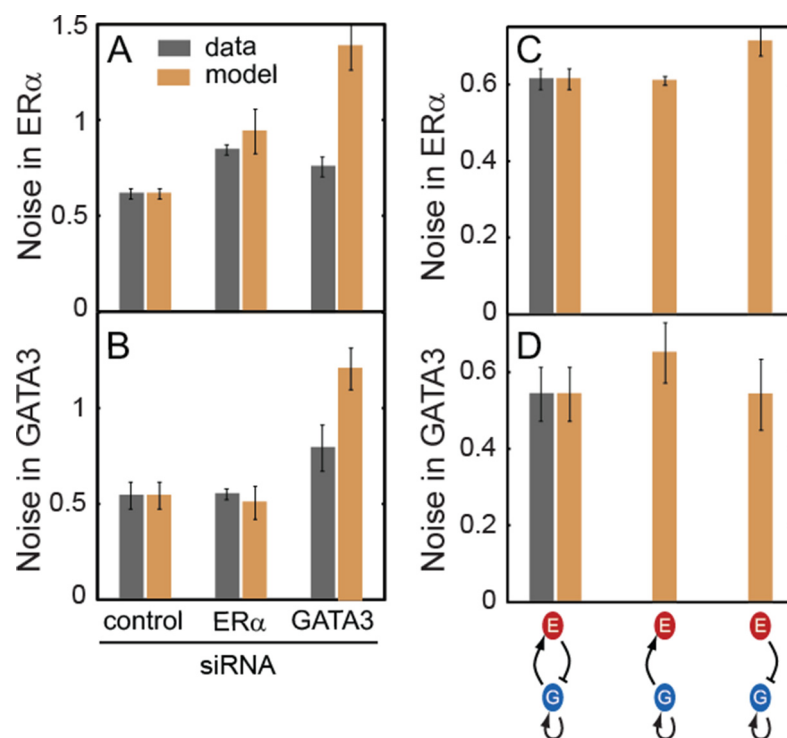 A
data
model
Noise in ERα
1.5
1
0.5
0
B
Noise in GATA3
1
0.5
0
control ERα GATA3
siRNA
C
Noise in ERα
0.6
0.4
0.2
0
D
Noise in GATA3
0.6
0.4
0.2
0
E E E
G G G